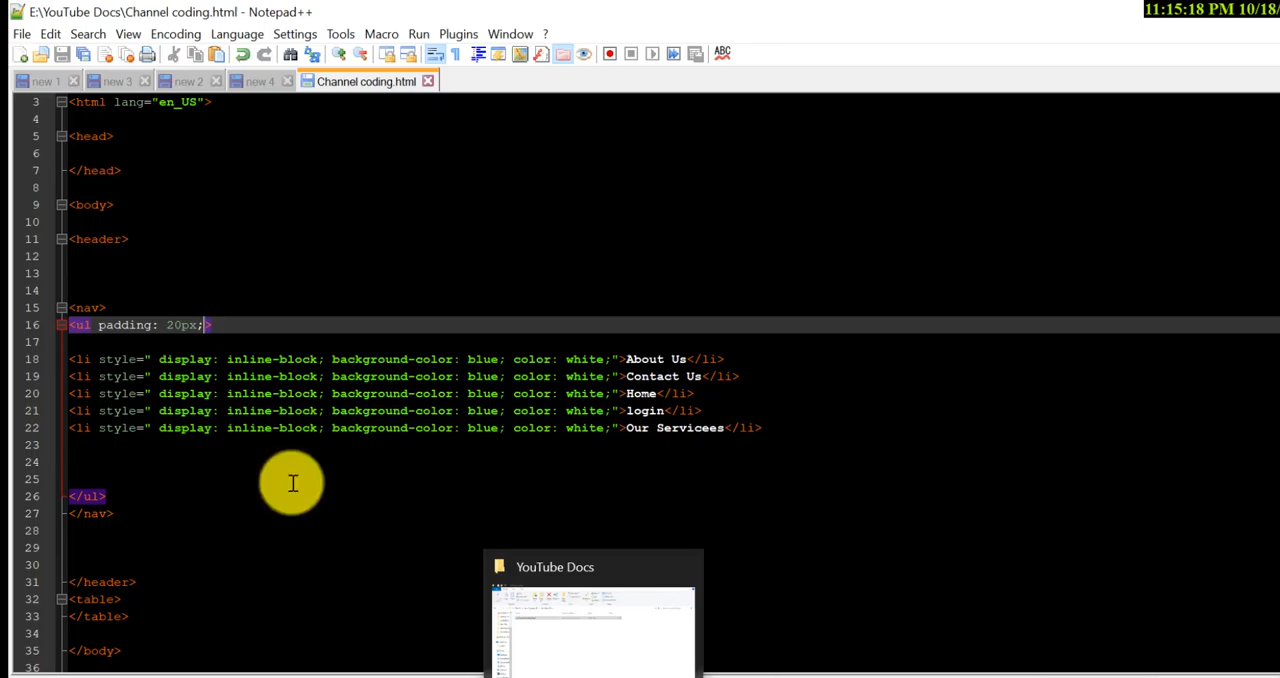 E:\YouTube Docs\Channel coding.html - Notepad++
11:15:18 PM 10/18/
File Edit Search View Encoding Language Settings Tools Macro Run Plugins Window ?
ABC
new 1 new 3 new 2 new 4 Channel coding.html
3 <html lang="en_US">
4
5 <head>
6
7 </head>
8
9 <body>
10
11 <header>
12
13
14
15 <nav>
16 <ul padding: 20px;>
17
18 <li style=" display: inline-block; background-color: blue; color: white;">About Us</li>
19 <li style=" display: inline-block; background-color: blue; color: white;">Contact Us</li>
20 <li style=" display: inline-block; background-color: blue; color: white;">Home</li>
21 <li style=" display: inline-block; background-color: blue; color: white;">login</li>
22 <li style=" display: inline-block; background-color: blue; color: white;">Our Servicees</li>
23
24
25
26 </ul>
27 </nav>
28
29
30
31 </header>
32 <table>
33 </table>
34
35 </body>
36
YouTube Docs